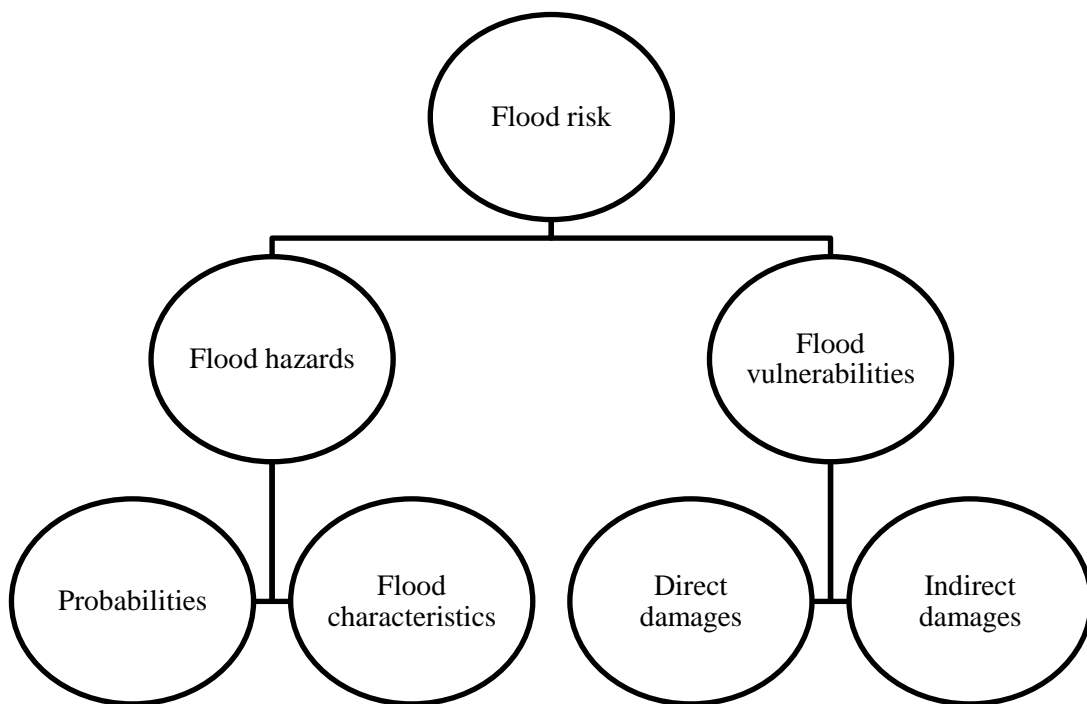 Flood risk
Flood hazards
Flood
vulnerabilities
Probabilities
Flood
characteristics
Direct
damages
Indirect
damages